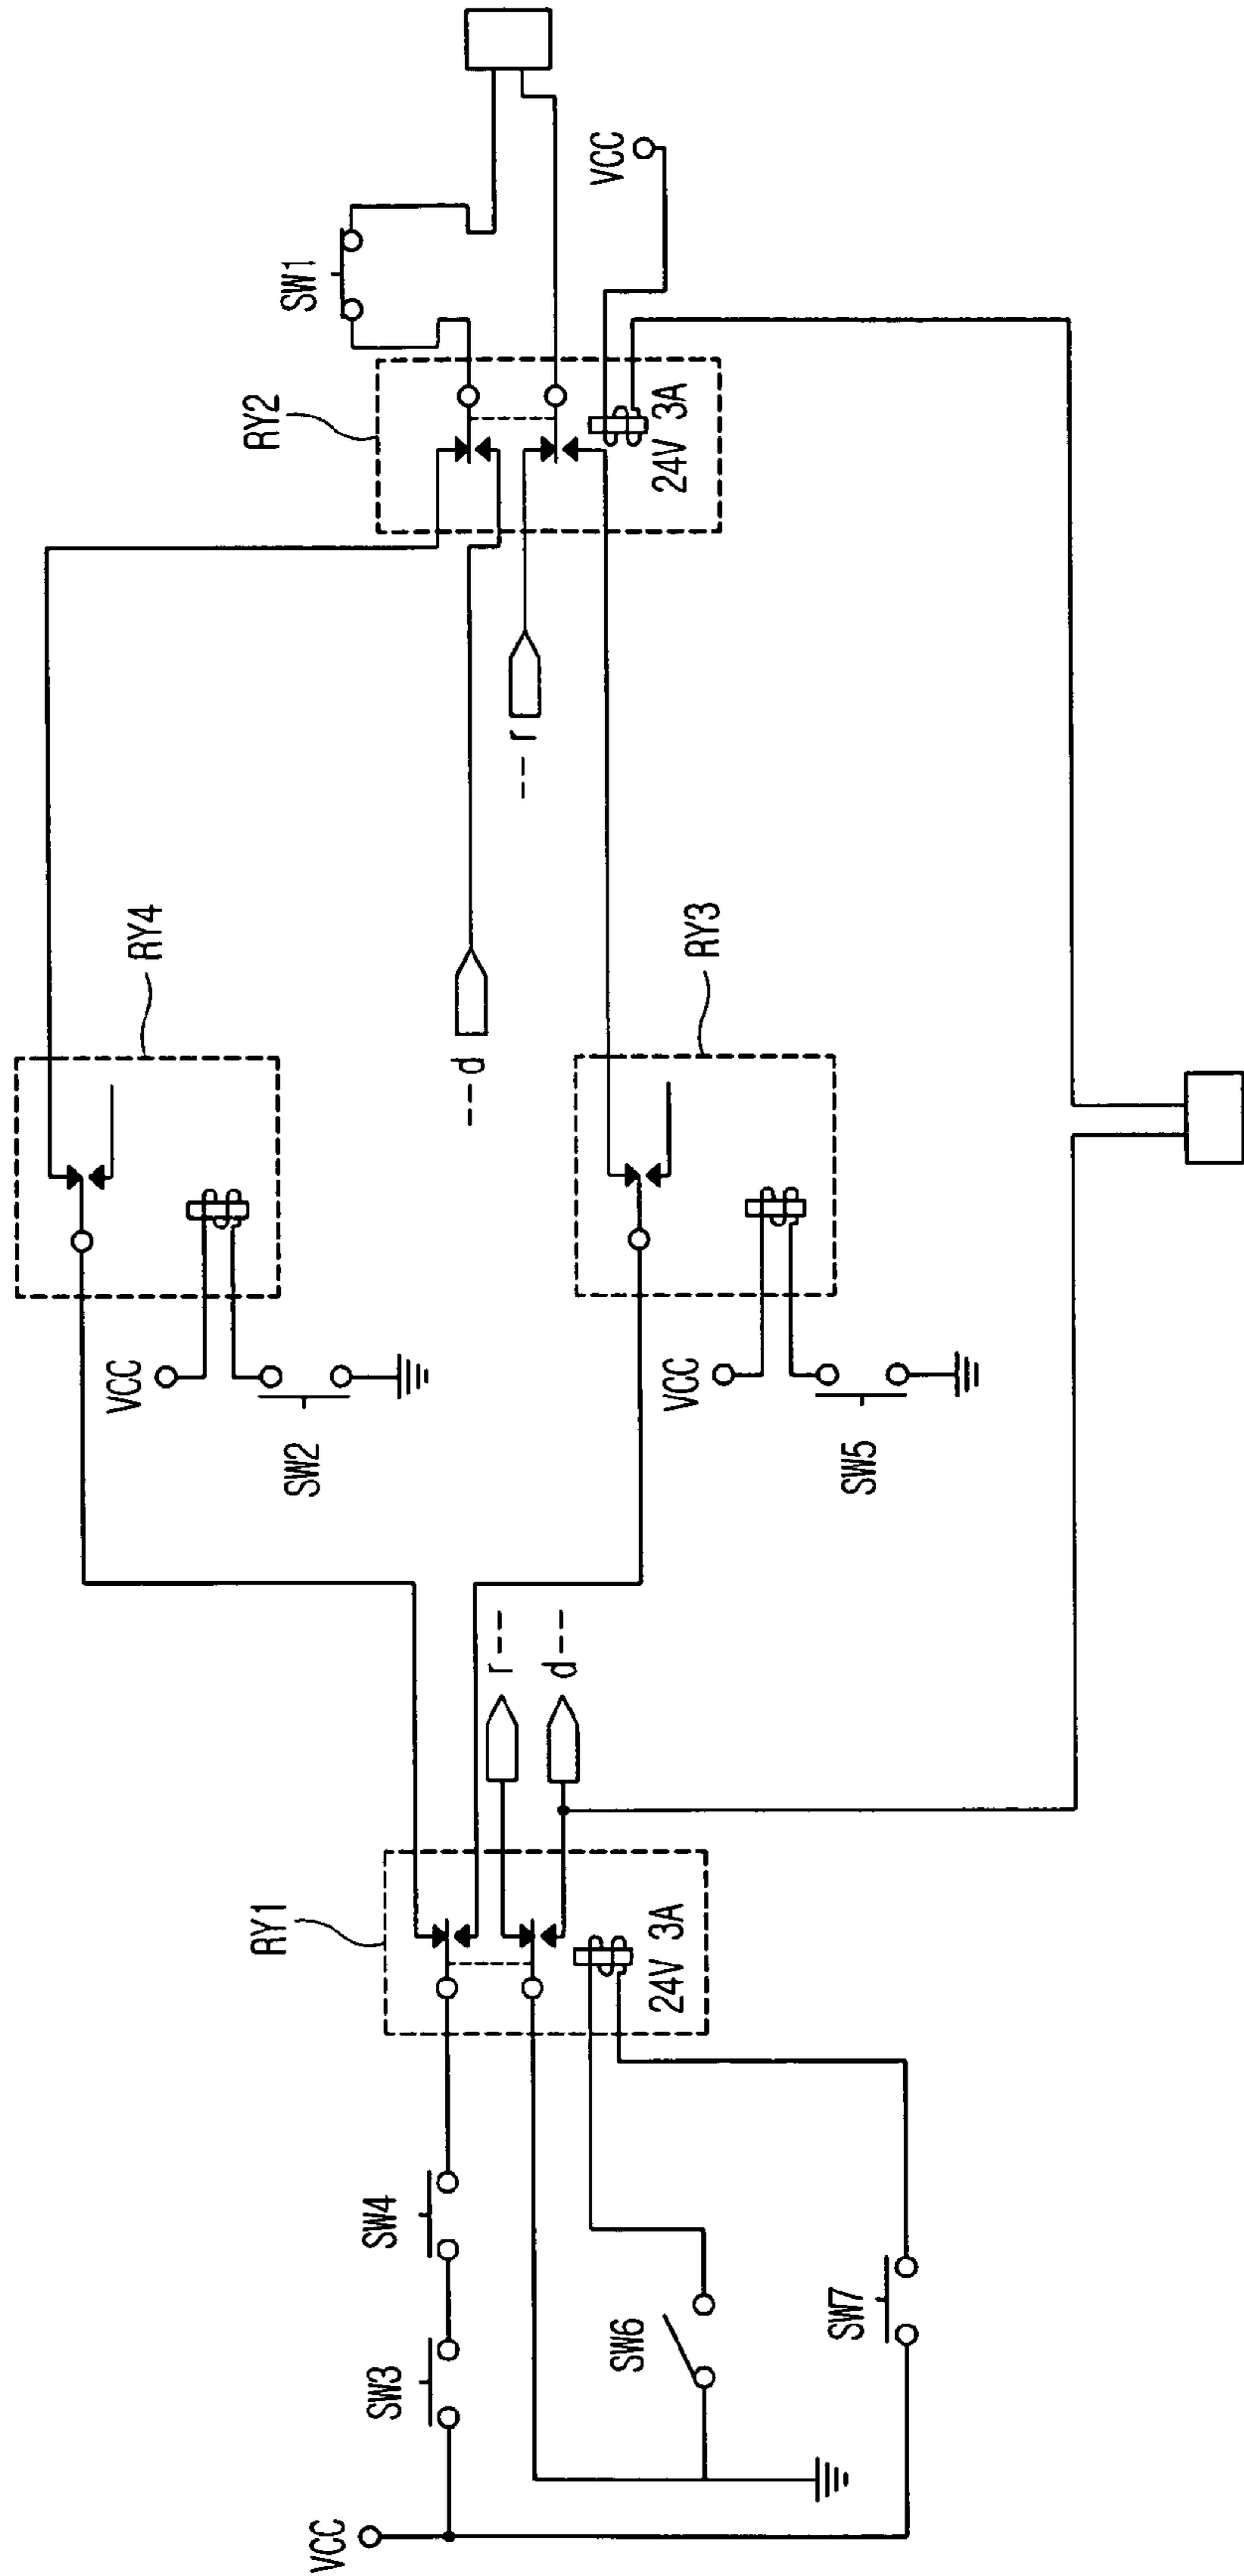 VCC
SW3
SW4
SW6
SW7
RY1
24V 3A
r ---
d ---
VCC
SW2
RY4
VCC
SW5
RY3
--- d
--- r
RY2
24V 3A
SW1
VCC